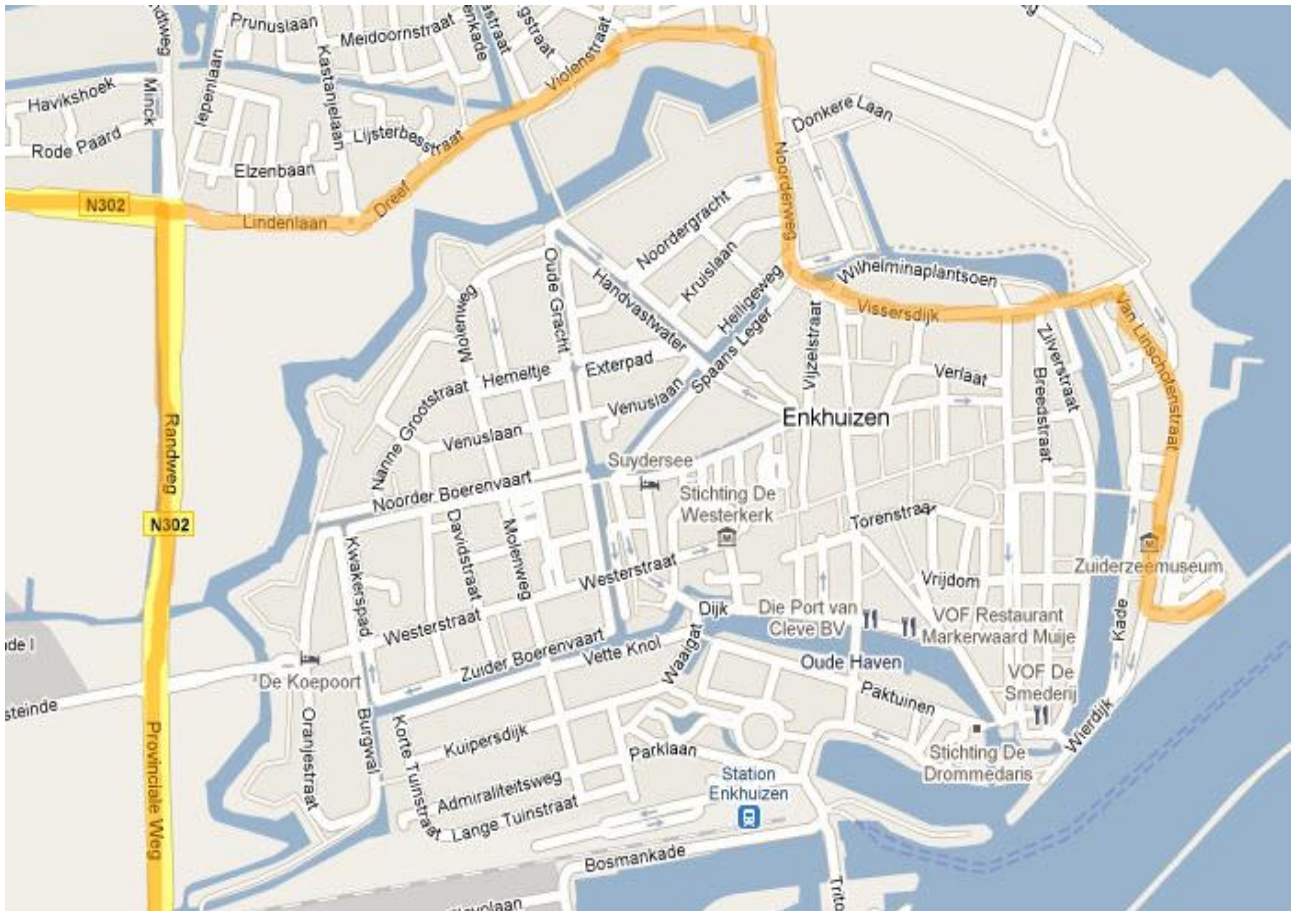 Prunuslaan
Meidoornstraat
Violenstraat
Iepenlaan
Kastanjelaan
Havikshoek
Minck
Rode Paard
Lijsterbesstraat
Elzenbaan
Dreef
N302
Lindenlaan
Donkere Laan
Noorderweg
Noordergracht
Kruislaan
Wilhelminaplantsoen
Oude Gracht
Handvastwater
Heiligeweg
Spaans Leger
Molenweg
Vissersdijk
Van Linschotenstraat
Vijzelstraat
Zilverstraat
Breedstraat
Exterpad
Hemeltje
Verlaat
Nanne Grootstraat
Venuslaan
Venuslaan
Enkhuizen
Randweg
Suydersee
Noorder Boerenvaart
Stichting De
Westerkerk
N302
Torenstraa
Davidstraat
Molenweg
Kwakerspad
Westerstraat
Zuiderzeemuseum
Vrijdom
Westerstraat
Dijk
Die Port van
Cleve BV
VOF Restaurant
Markerwaard Muije
Kade
Zuider Boerenvaart
Vette Knol
Waaigat
Oude Haven
De Koepoort
VOF De
Smederij
steinde
Paktuinen
Wierdijk
Provinciale Weg
Oranjestraat
Burgwal
Korte Tuinstraat
Kuipersdijk
Parklaan
Stichting De
Drommedaris
Admiraliteitsweg
Station
Enkhuizen
Lange Tuinstraat
Bosmankade
Trito